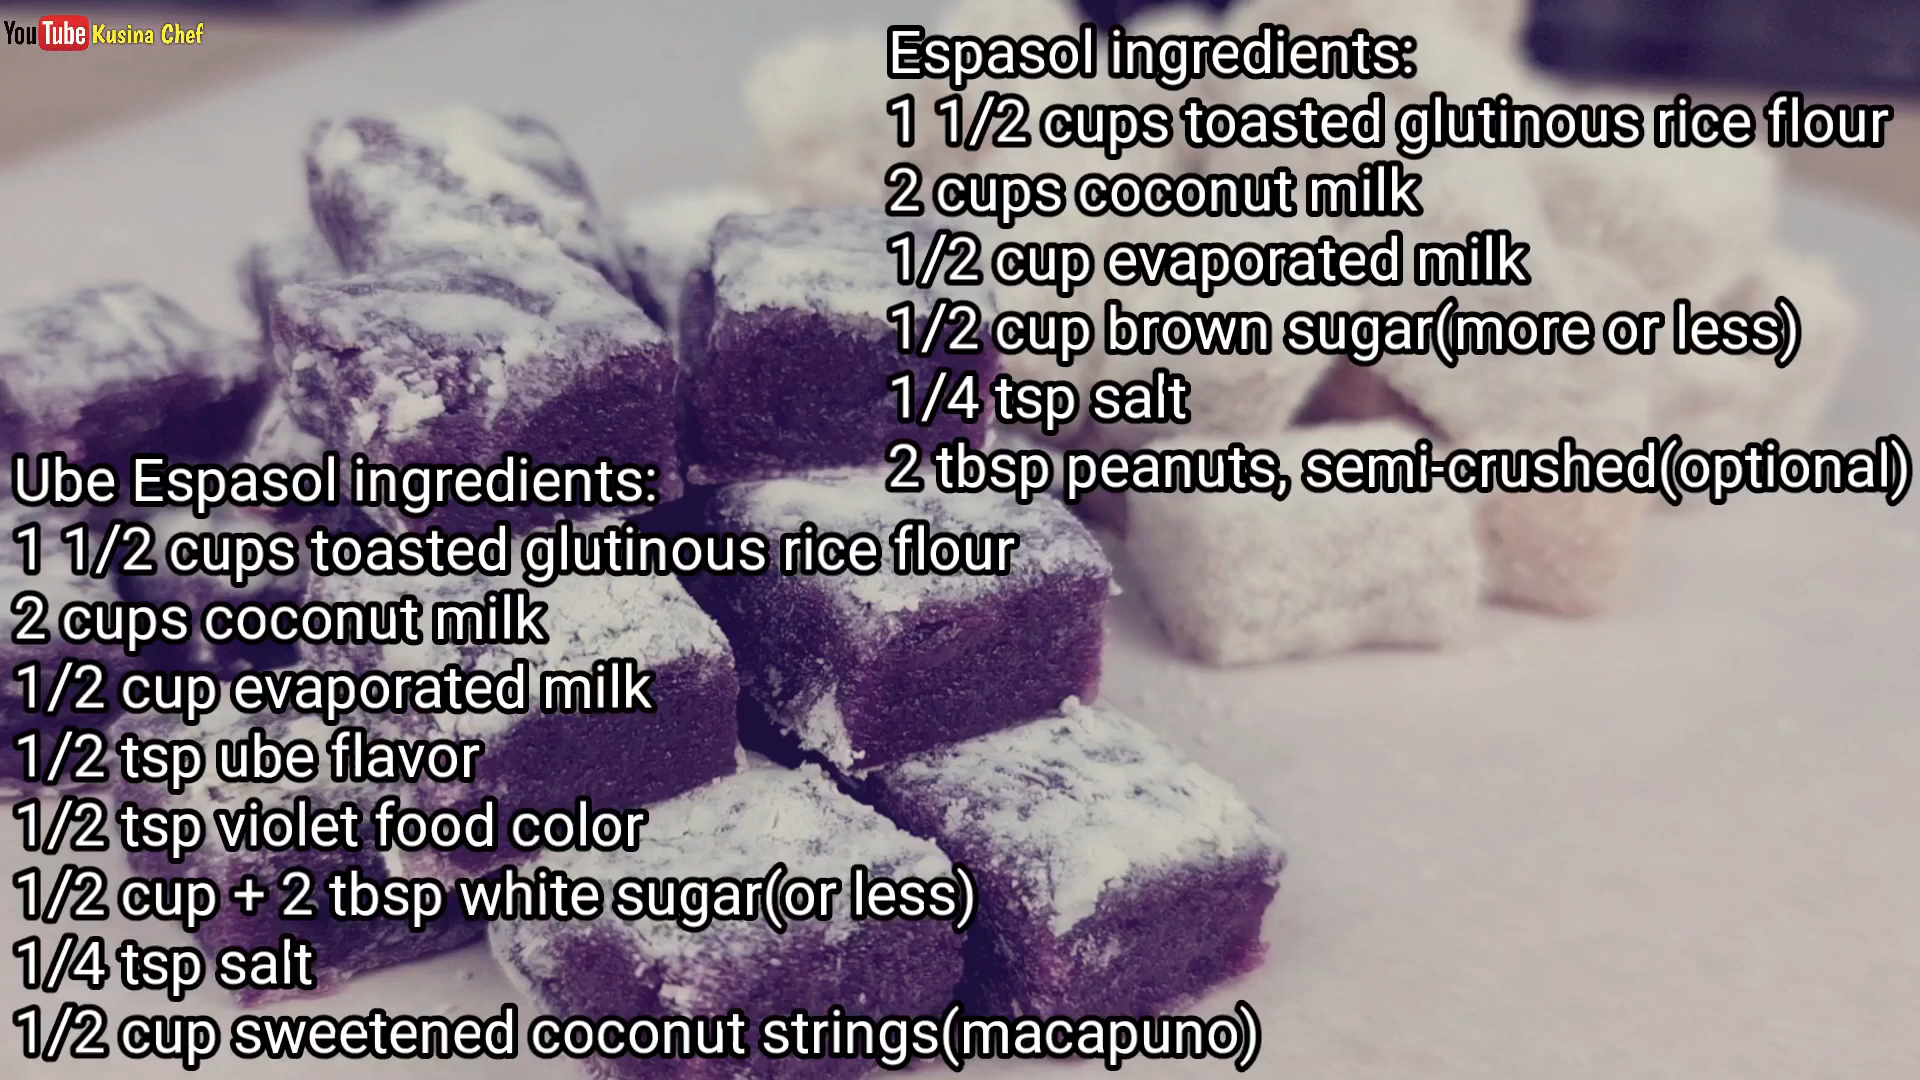 YouTube Kusina Chef
Espasol ingredients:
1 1/2 cups toasted glutinous rice flour
2 cups coconut milk
1/2 cup evaporated milk
1/2 cup brown sugar(more or less)
1/4 tsp salt
2 tbsp peanuts, semi-crushed(optional)
Ube Espasol ingredients:
1 1/2 cups toasted glutinous rice flour
2 cups coconut milk
1/2 cup evaporated milk
1/2 tsp ube flavor
1/2 tsp violet food color
1/2 cup + 2 tbsp white sugar(or less)
1/4 tsp salt
1/2 cup sweetened coconut strings(macapuno)